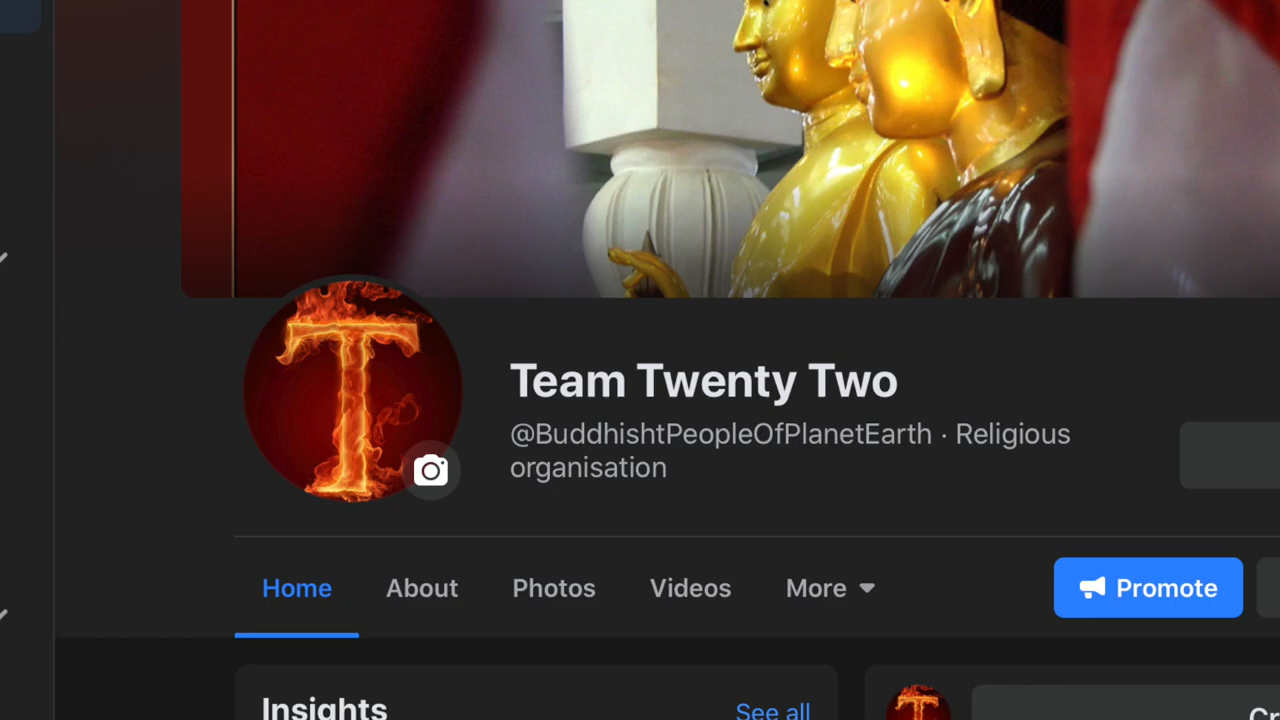 T
Team Twenty Two
@BuddhishtPeopleOfPlanetEarth · Religious
organisation
Home About Photos Videos More Promote
Insights See all
T